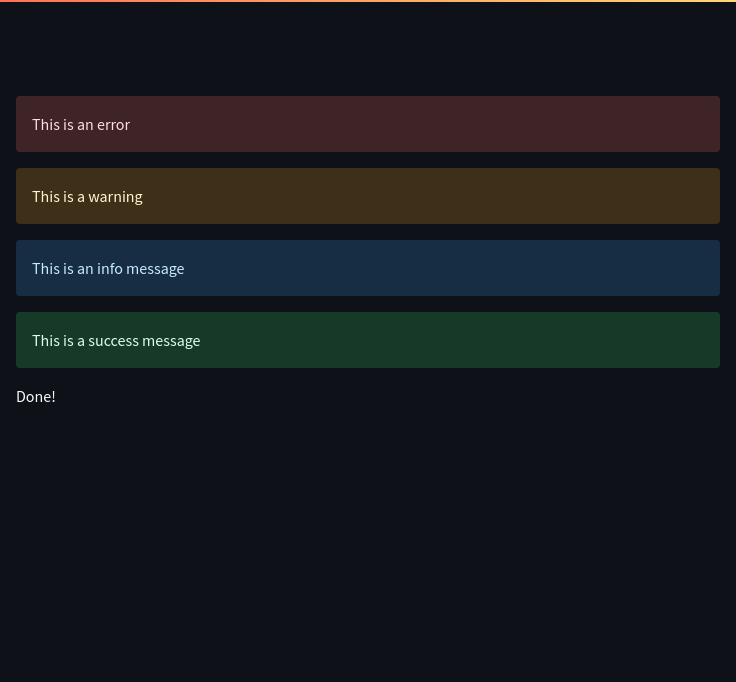 This is an error
This is a warning
This is an info message
This is a success message
Done!